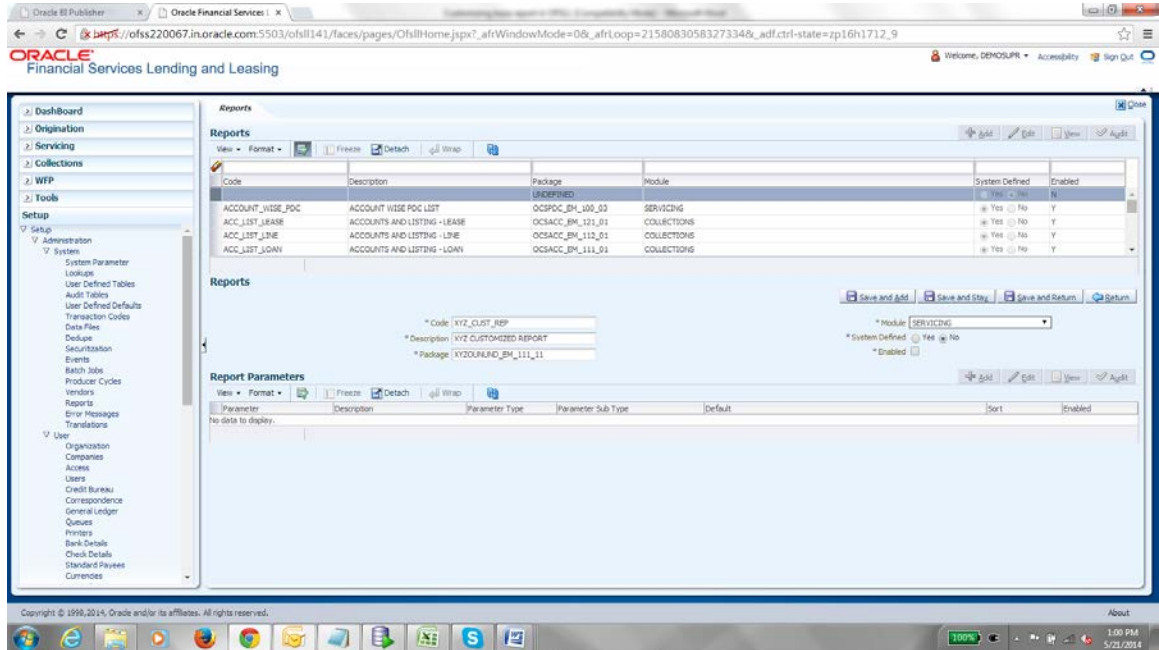 Oracle BI Publisher
Oracle Financial Services L
https://ofss220067.in.oracle.com:5503/ofsll141/faces/pages/OfsllHome.jspx?_afrWindowMode=0&_afrLoop=2158083058327334&_adf.ctrl-state=zp16h1712_9
ORACLE
Financial Services Lending and Leasing
Welcome, DEMOSUPR
Accessibility
Sign Out
DashBoard
Origination
Servicing
Collections
WFP
Tools
Setup
Setup
Administration
System
System Parameter
Lookups
User Defined Tables
Audit Tables
User Defined Defaults
Transaction Codes
Data Files
Dedupe
Securitization
Events
Batch Jobs
Producer Cycles
Vendors
Reports
Error Messages
Translations
User
Organization
Companies
Access
Users
Credit Bureau
Correspondence
General Ledger
Queues
Printers
Bank Details
Check Details
Standard Payees
Currencies
Reports
Close
Reports
Add Edit View Audit
View Format Freeze Detach Wrap
Code Description Package Module System Defined Enabled
UNDEFINED Yes No N
ACCOUNT_WISE_PDC ACCOUNT WISE PDC LIST OCSPDC_EM_100_03 SERVICING Yes No Y
ACC_LIST_LEASE ACCOUNTS AND LISTING - LEASE OCSACC_EM_121_01 COLLECTIONS Yes No Y
ACC_LIST_LINE ACCOUNTS AND LISTING - LINE OCSACC_EM_112_01 COLLECTIONS Yes No Y
ACC_LIST_LOAN ACCOUNTS AND LISTING - LOAN OCSACC_EM_111_01 COLLECTIONS Yes No Y
Reports
Save and Add Save and Stay Save and Return Return
* Code XYZ_CUST_REP
* Description XYZ CUSTOMIZED REPORT
* Package XYZOUNUND_EM_111_11
* Module SERVICING
* System Defined Yes No
* Enabled
Report Parameters
Add Edit View Audit
View Format Freeze Detach Wrap
Parameter Description Parameter Type Parameter Sub Type Default Sort Enabled
No data to display.
Copyright © 1998,2014, Oracle and/or its affiliates. All rights reserved.
About
100%
1:00 PM
5/21/2014